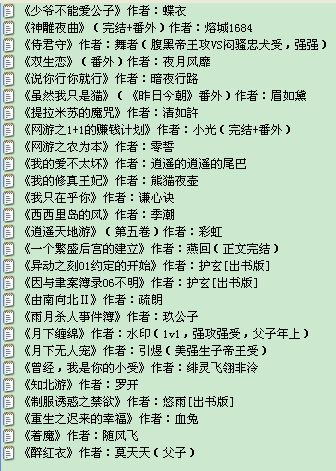 《少爷不能爱公子》作者：蝶衣
《神雕夜曲》（完结+番外）作者：熔城1684
《侍君守》作者：舞者（腹黑帝王攻VS闷骚忠犬受，强强）
《双生恋》（番外）作者：夜月风靡
《说你行你就行》作者：暗夜行路
《虽然我只是猫》（《昨日今朝》番外）作者：眉如黛
《提拉米苏的魔咒》作者：清如許
《网游之1+1的赚钱计划》作者：小光（完结+番外）
《网游之农为本》作者：零誓
《我的爱不太坏》作者：逍遥的逍遥的尾巴
《我的修真王妃》作者：熊猫夜壶
《我只在乎你》作者：谦心诀
《西西里岛的风》作者：季潮
《逍遥天地游》（第五卷）作者：彩虹
《一个繁盛后宫的建立》作者：燕回（正文完结）
《异动之刻01约定的开始》作者：护玄[出书版]
《因与聿案簿录06不明》作者：护玄[出书版]
《由南向北Ⅱ》作者：疏朗
《雨月杀人事件簿》作者：玖公子
《月下缠绵》作者：水印（1v1，强攻强受，父子年上）
《月下无人宠》作者：引煜（美强生子帝王受）
《曾经，我是你的小受》作者：绯灵飞翎非泠
《知北游》作者：罗开
《制服诱惑之禁欲》作者：悠雨[出书版]
《重生之迟来的幸福》作者：血兔
《着魔》作者：随风飞
《醉红衣》作者：莫天天（父子）